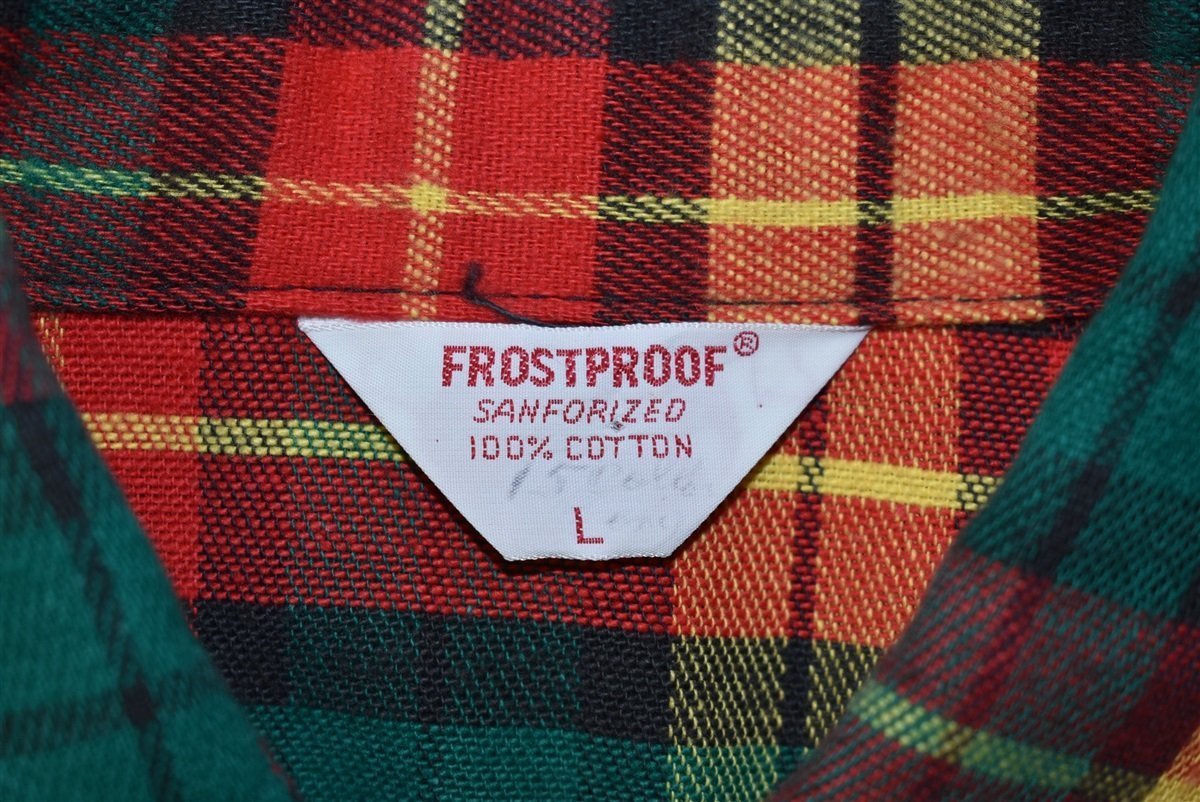 FROSTPROOF®
SANFORIZED
100% COTTON
L